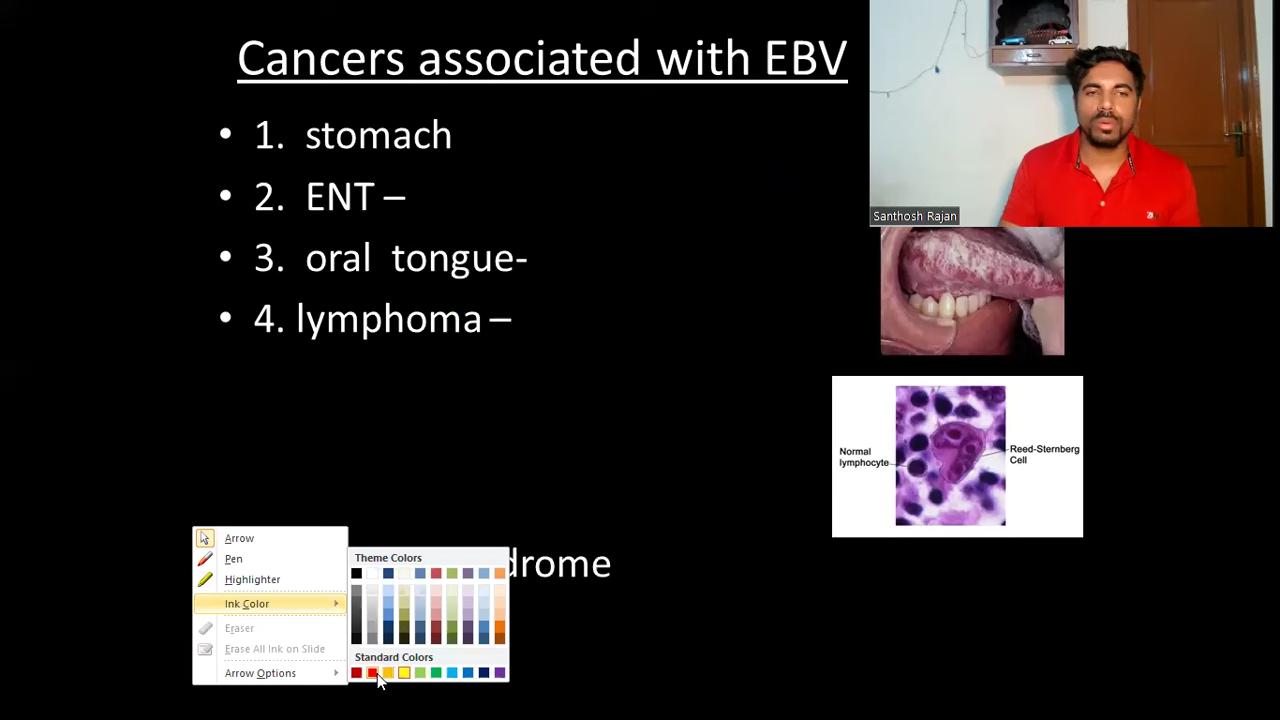 Cancers associated with EBV
• 1. stomach
• 2. ENT –
• 3. oral tongue-
• 4. lymphoma –
Santhosh Rajan
Normal lymphocyte
Reed-Sternberg Cell
drome
Arrow
Pen
Highlighter
Ink Color
Eraser
Erase All Ink on Slide
Arrow Options
Theme Colors
Standard Colors